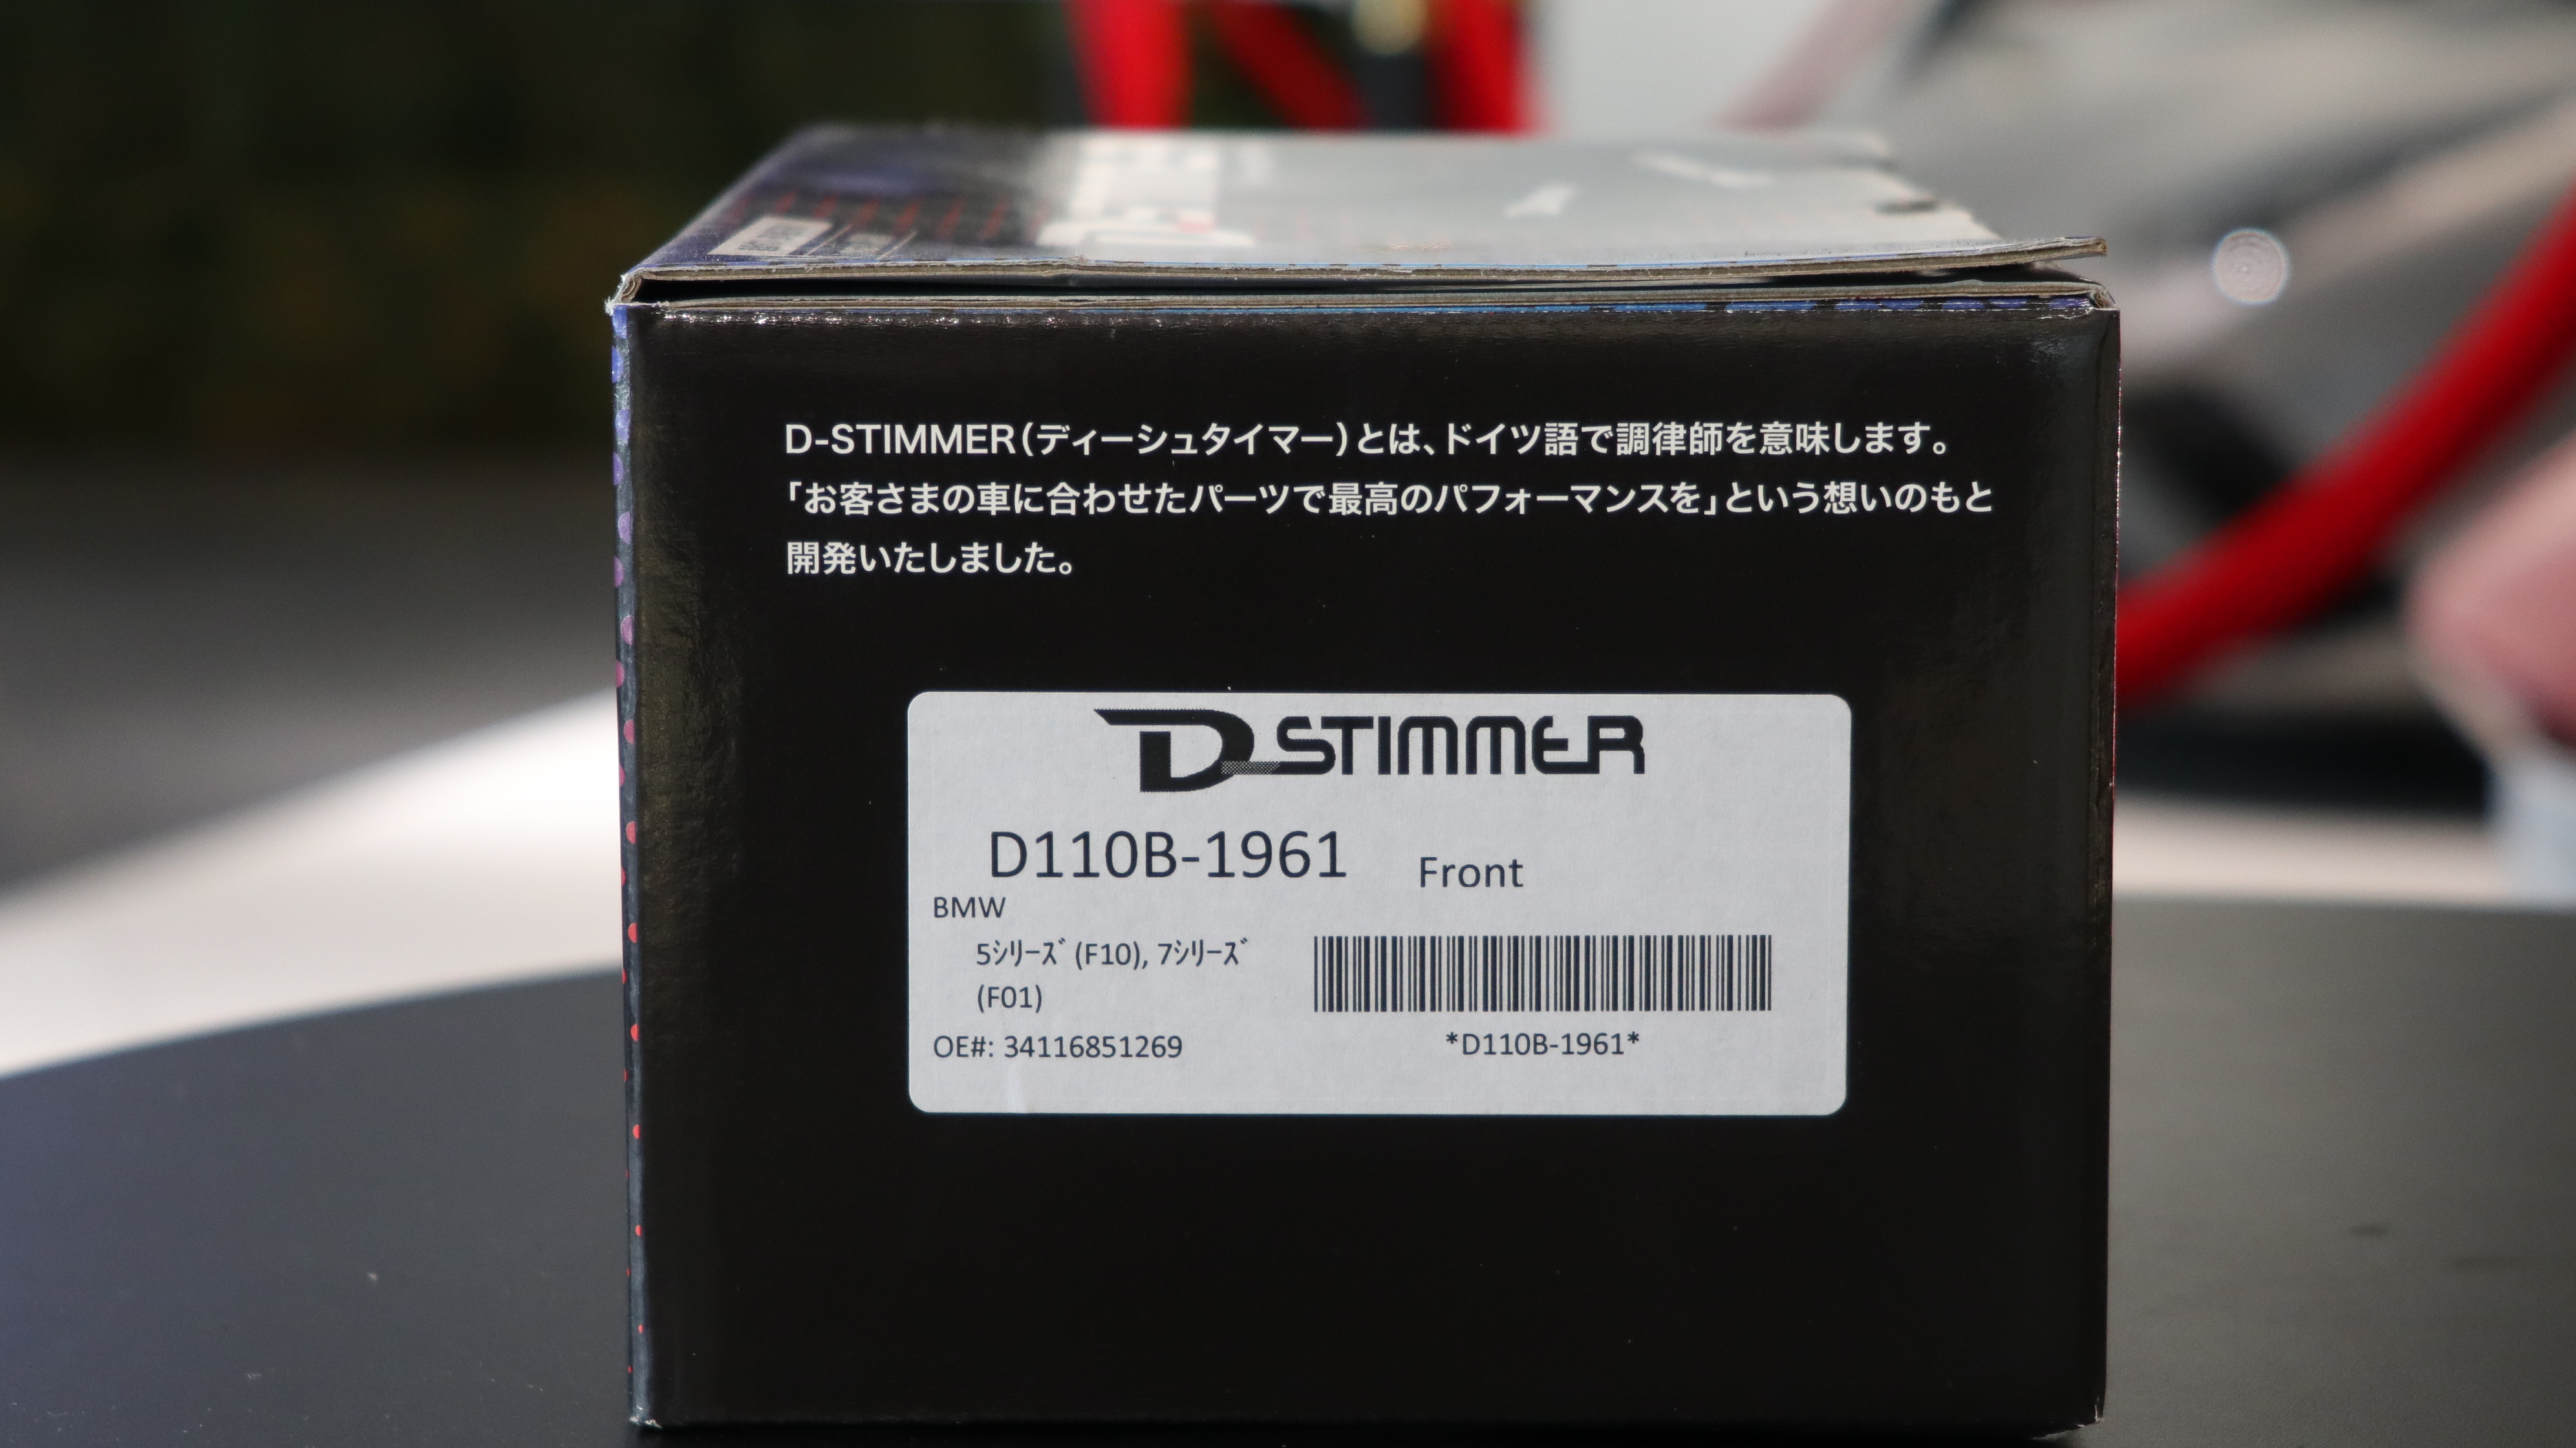 D-STIMMER(ディーシュタイマー)とは、ドイツ語で調律師を意味します。
「お客さまの車に合わせたパーツで最高のパフォーマンスを」という想いのもと
開発いたしました。
D-STIMMER
D110B-1961 Front
BMW
5ｼﾘｰｽﾞ (F10), 7ｼﾘｰｽﾞ
(F01)
OE#: 34116851269
*D110B-1961*